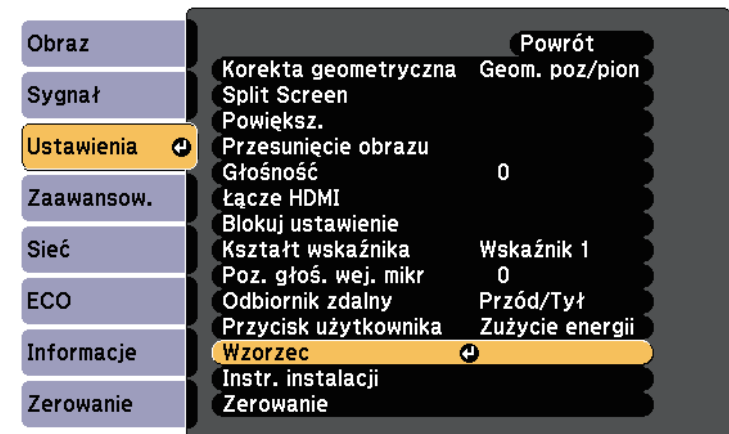 Obraz
Sygnał
Ustawienia
Zaawansow.
Sieć
ECO
Informacje
Zerowanie
Powrót
Korekta geometryczna Geom. poz/pion
Split Screen
Powiększ.
Przesunięcie obrazu
Głośność 0
Łącze HDMI
Blokuj ustawienie
Kształt wskaźnika Wskaźnik 1
Poz. głoś. wej. mikr 0
Odbiornik zdalny Przód/Tył
Przycisk użytkownika Zużycie energii
Wzorzec
Instr. instalacji
Zerowanie